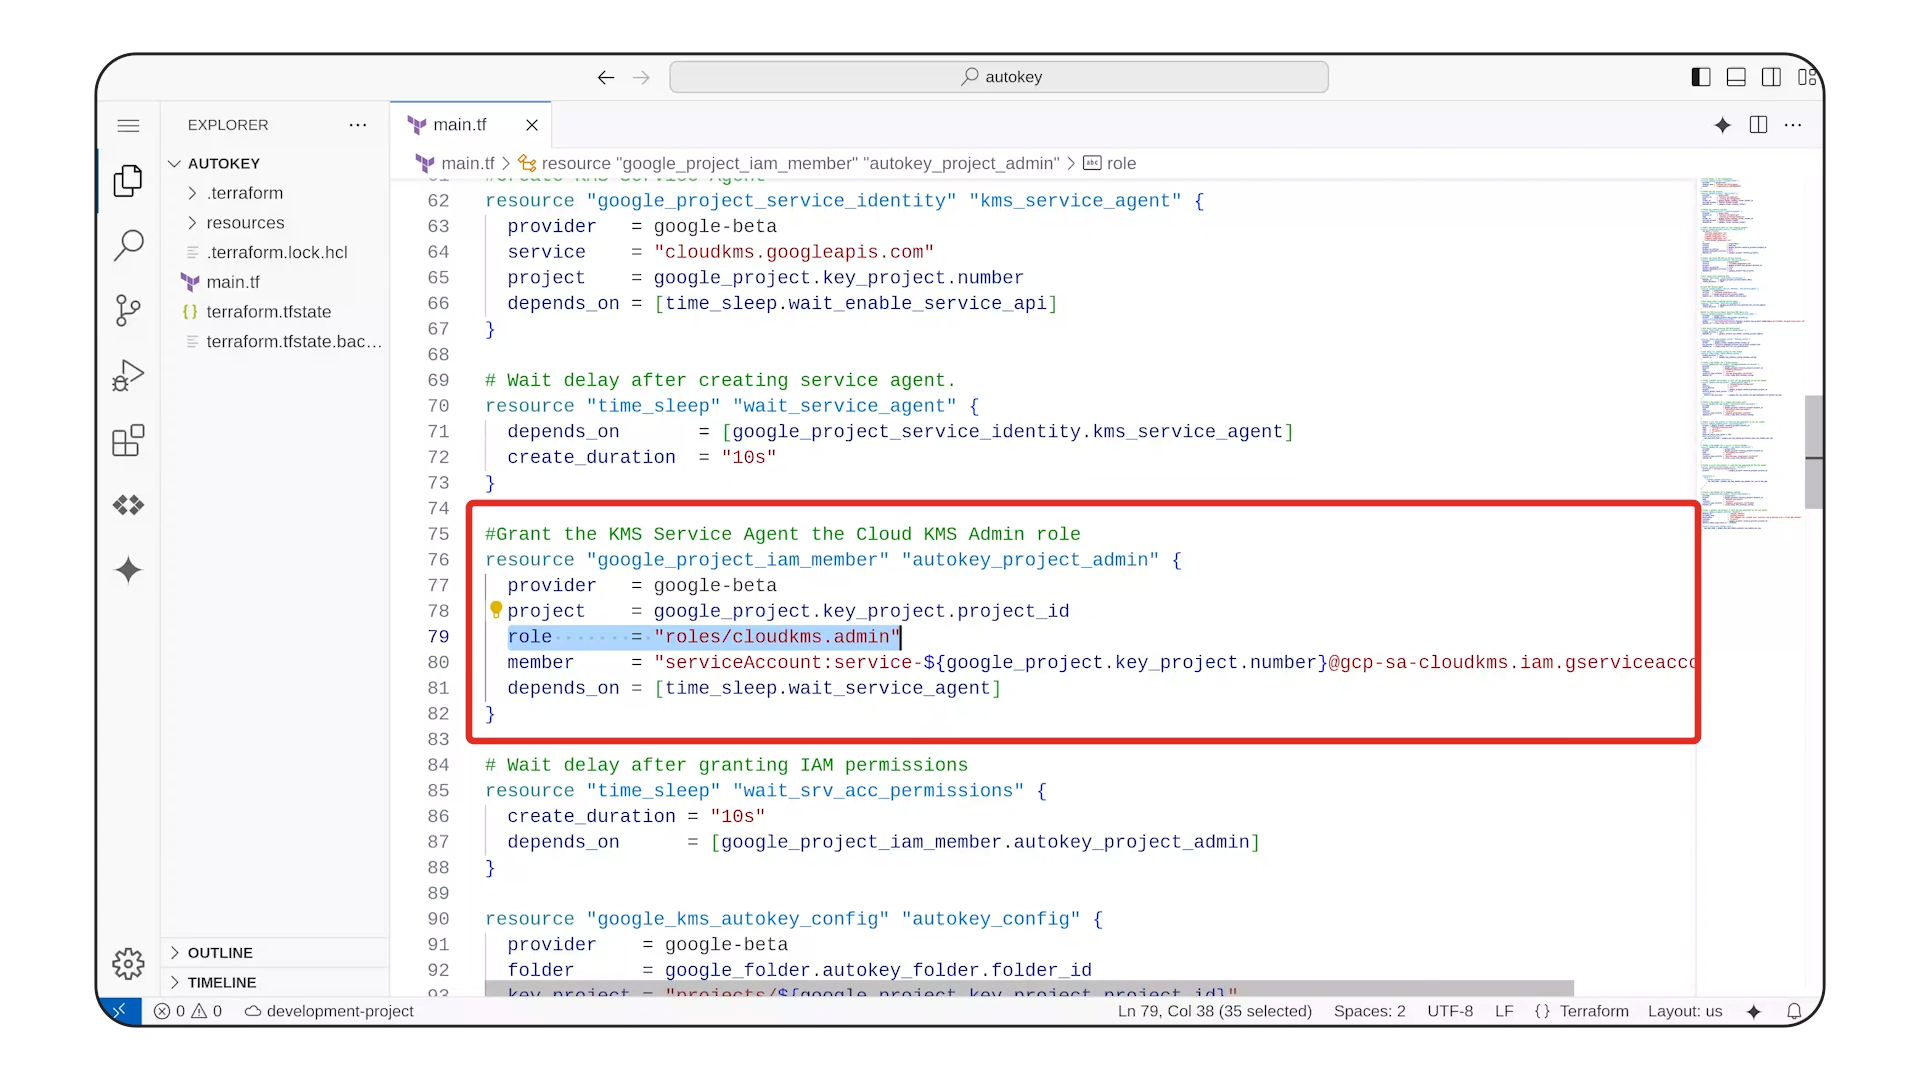 autokey
EXPLORER
main.tf
AUTOKEY
main.tf > resource "google_project_iam_member" "autokey_project_admin" > role
.terraform
resources
.terraform.lock.hcl
main.tf
terraform.tfstate
terraform.tfstate.bac...
62 resource "google_project_service_identity" "kms_service_agent" {
63 provider = google-beta
64 service = "cloudkms.googleapis.com"
65 project = google_project.key_project.number
66 depends_on = [time_sleep.wait_enable_service_api]
67 }
68
69 # Wait delay after creating service agent.
70 resource "time_sleep" "wait_service_agent" {
71 depends_on = [google_project_service_identity.kms_service_agent]
72 create_duration = "10s"
73 }
74
75 #Grant the KMS Service Agent the Cloud KMS Admin role
76 resource "google_project_iam_member" "autokey_project_admin" {
77 provider = google-beta
78 project = google_project.key_project.project_id
79 role = "roles/cloudkms.admin"
80 member = "serviceAccount:service-${google_project.key_project.number}@gcp-sa-cloudkms.iam.gserviceacco
81 depends_on = [time_sleep.wait_service_agent]
82 }
83
84 # Wait delay after granting IAM permissions
85 resource "time_sleep" "wait_srv_acc_permissions" {
86 create_duration = "10s"
87 depends_on = [google_project_iam_member.autokey_project_admin]
88 }
89
90 resource "google_kms_autokey_config" "autokey_config" {
91 provider = google-beta
92 folder = google_folder.autokey_folder.folder_id
93 key_project = "projects/${google_project.key_project.project_id}"
OUTLINE
TIMELINE
0 0 development-project
Ln 79, Col 38 (35 selected) Spaces: 2 UTF-8 LF {} Terraform Layout: us